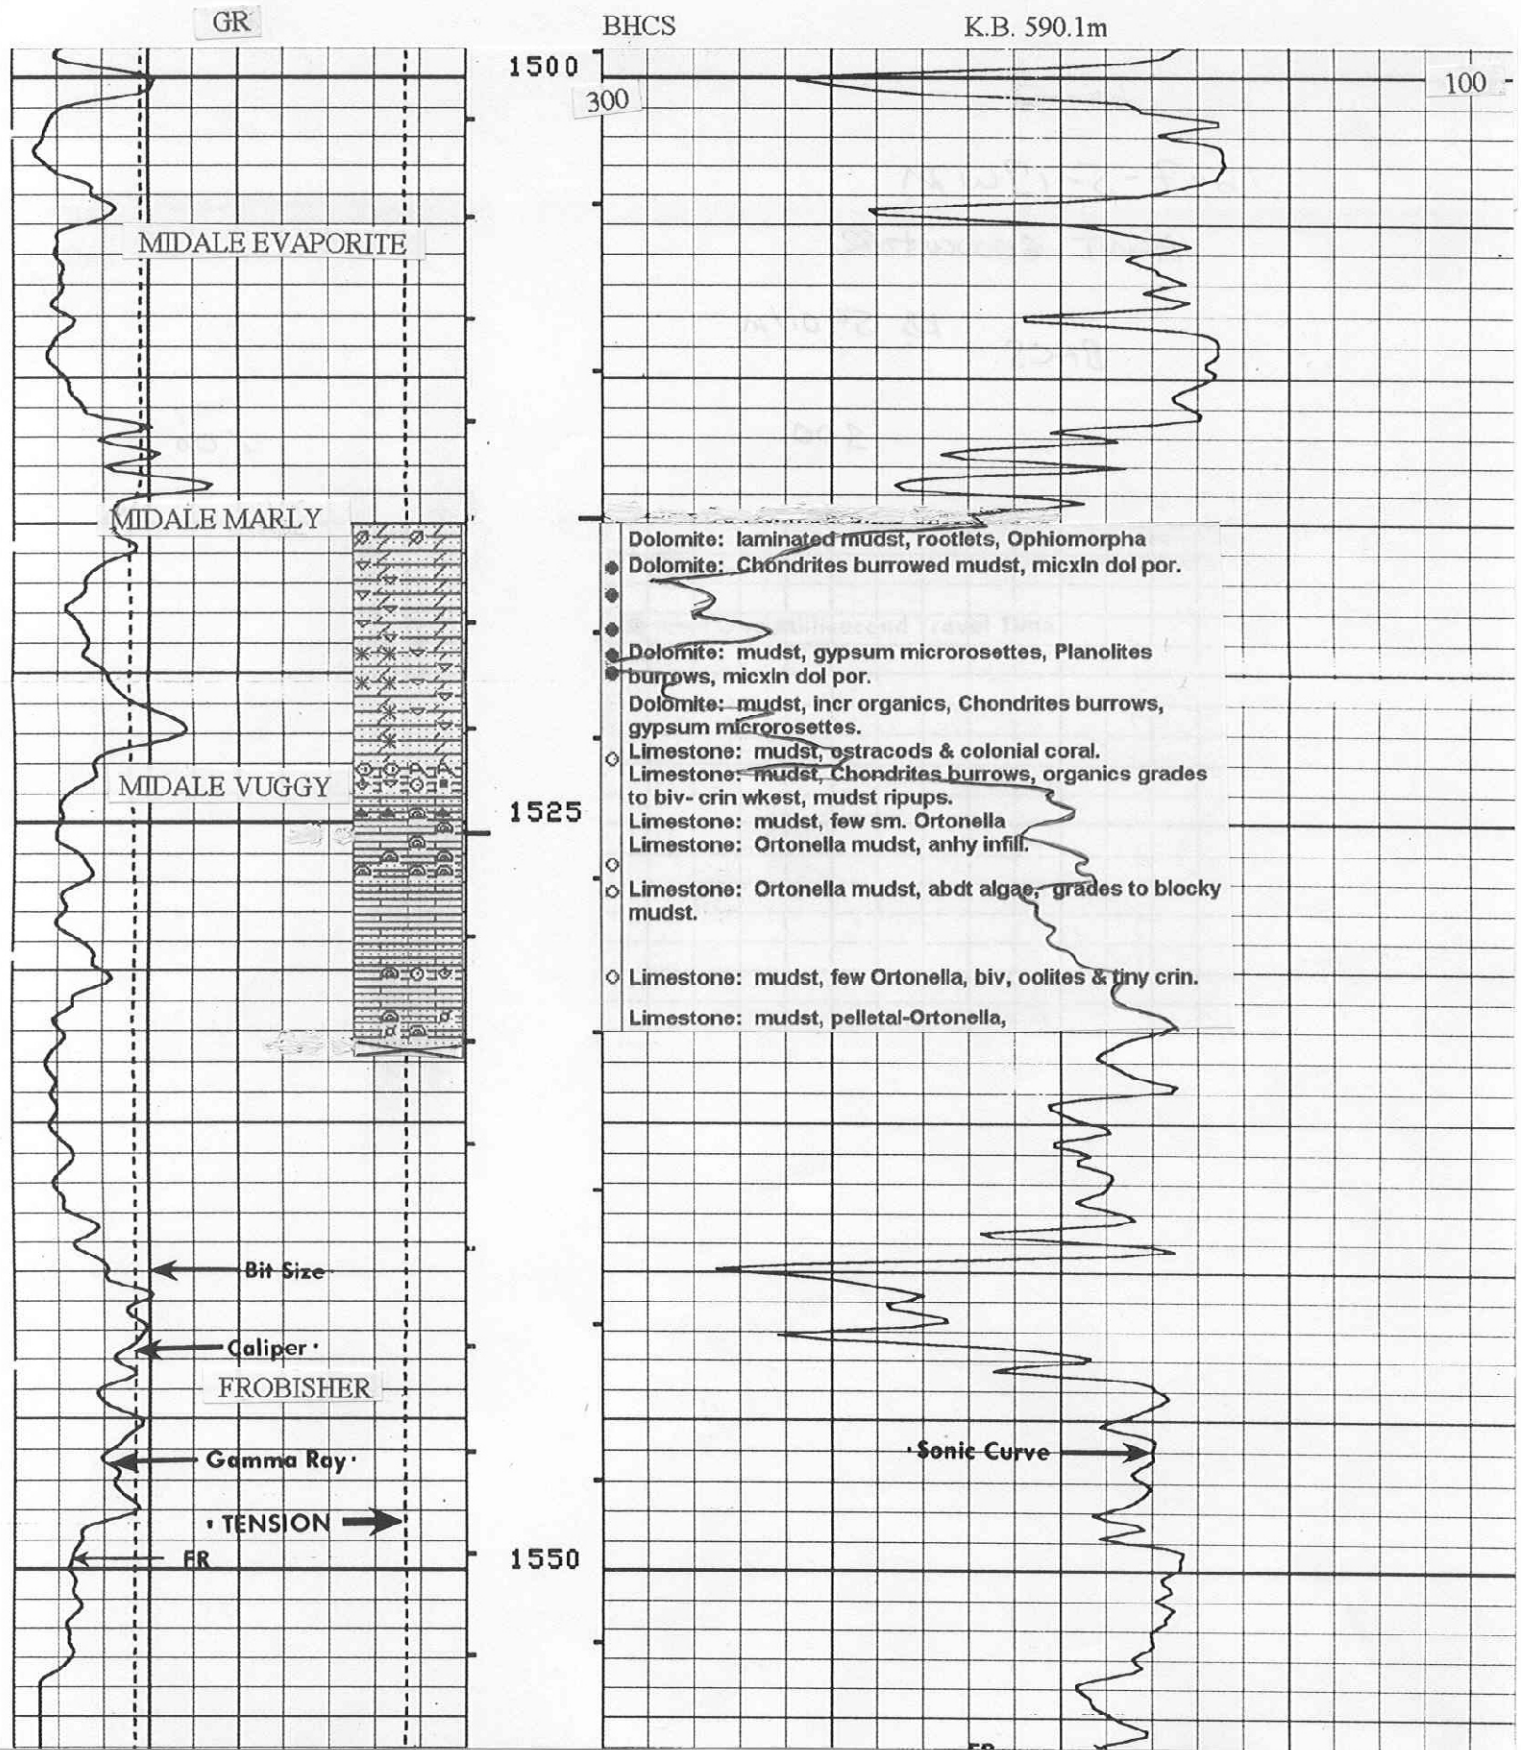 GR
BHCS
K.B. 590.1m
1500
300
100
MIDALE EVAPORITE
MIDALE MARLY
Dolomite: laminated mudst, rootlets, Ophiomorpha
Dolomite: Chondrites burrowed mudst, micxln dol por.
Dolomite: mudst, gypsum microrosettes, Planolites
burrows, micxln dol por.
Dolomite: mudst, incr organics, Chondrites burrows,
gypsum microrosettes.
Limestone: mudst, ostracods & colonial coral.
MIDALE VUGGY
Limestone: mudst, Chondrites burrows, organics grades
to biv- crin wkest, mudst ripups.
1525
Limestone: mudst, few sm. Ortonella
Limestone: Ortonella mudst, anhy infill.
Limestone: Ortonella mudst, abdt algae, grades to blocky
mudst.
Limestone: mudst, few Ortonella, biv, oolites & tiny crin.
Limestone: mudst, pelletal-Ortonella,
Bit Size
Caliper
FROBISHER
Gamma Ray
Sonic Curve
TENSION
FR
1550
FR